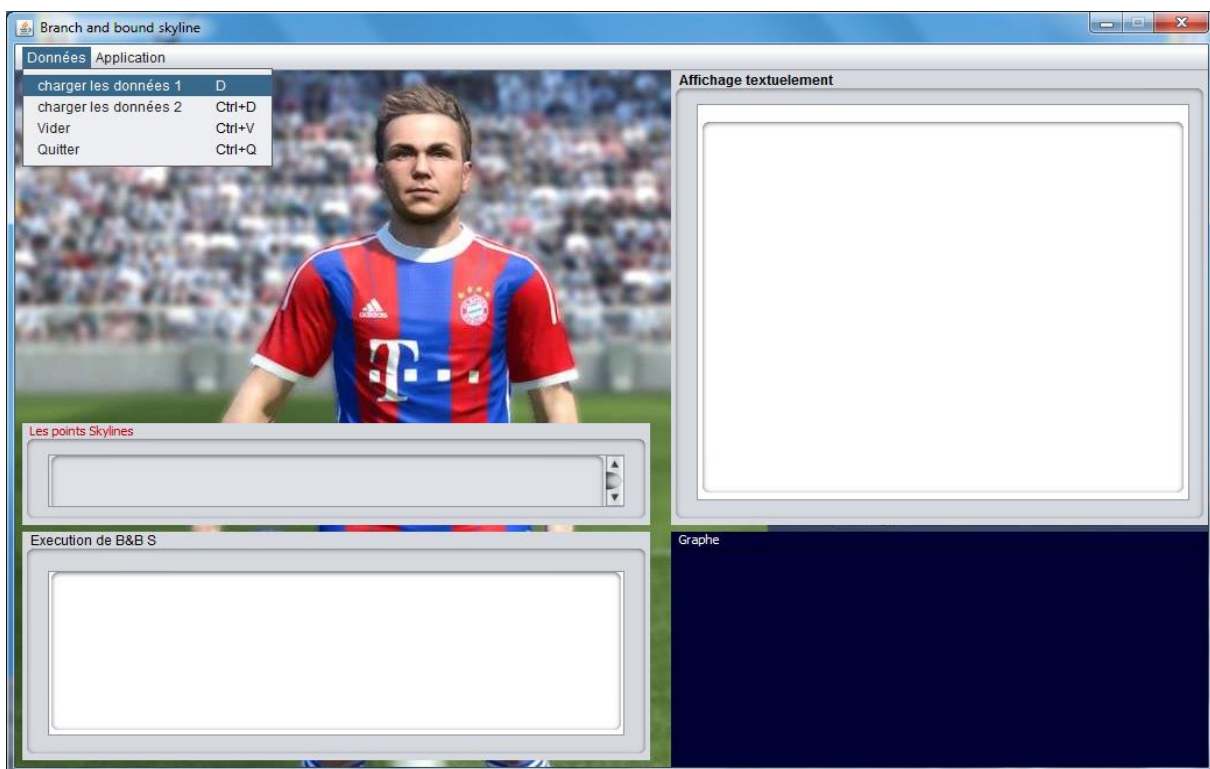 Branch and bound skyline
Données Application
charger les données 1 D
charger les données 2 Ctrl+D
Vider Ctrl+V
Quitter Ctrl+Q
Affichage textuelement
adidas
T
Les points Skylines
Execution de B&B S
Graphe